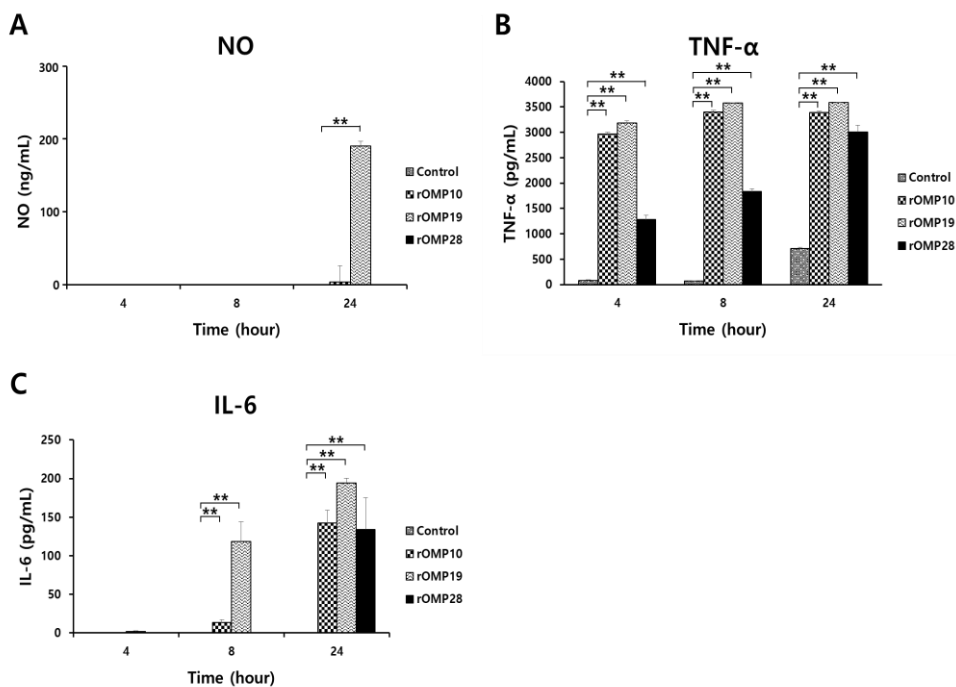 A
NO
300
200
100
0
NO (ng/mL)
**
4
8
24
Time (hour)
Control
rOMP10
rOMP19
rOMP28
B
TNF-α
4000
3500
3000
2500
2000
1500
1000
500
0
TNF-α (pg/mL)
**
**
**
**
**
**
**
**
**
4
8
24
Time (hour)
Control
rOMP10
rOMP19
rOMP28
C
IL-6
250
200
150
100
50
0
IL-6 (pg/mL)
**
**
**
**
**
4
8
24
Time (hour)
Control
rOMP10
rOMP19
rOMP28